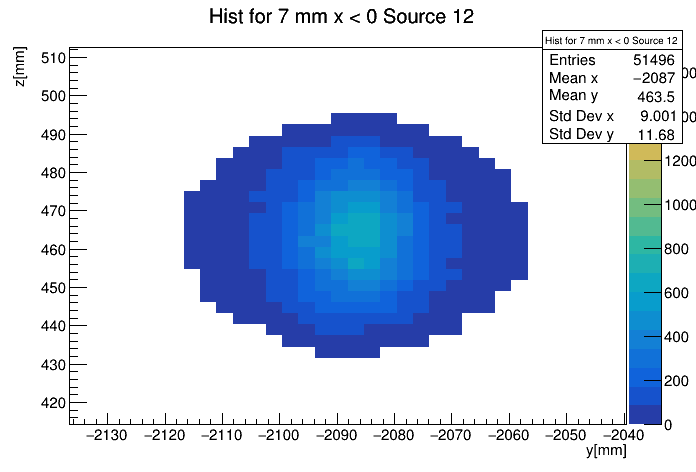 Hist for 7 mm x < 0 Source 12
Hist for 7 mm x < 0 Source 12
Entries 51496
Mean x −2087
Mean y 463.5
Std Dev x 9.001
Std Dev y 11.68
z[mm]
510
500
490
480
470
460
450
440
430
420
−2130 −2120 −2110 −2100 −2090 −2080 −2070 −2060 −2050 −2040
y[mm]
1200
1000
800
600
400
200
0